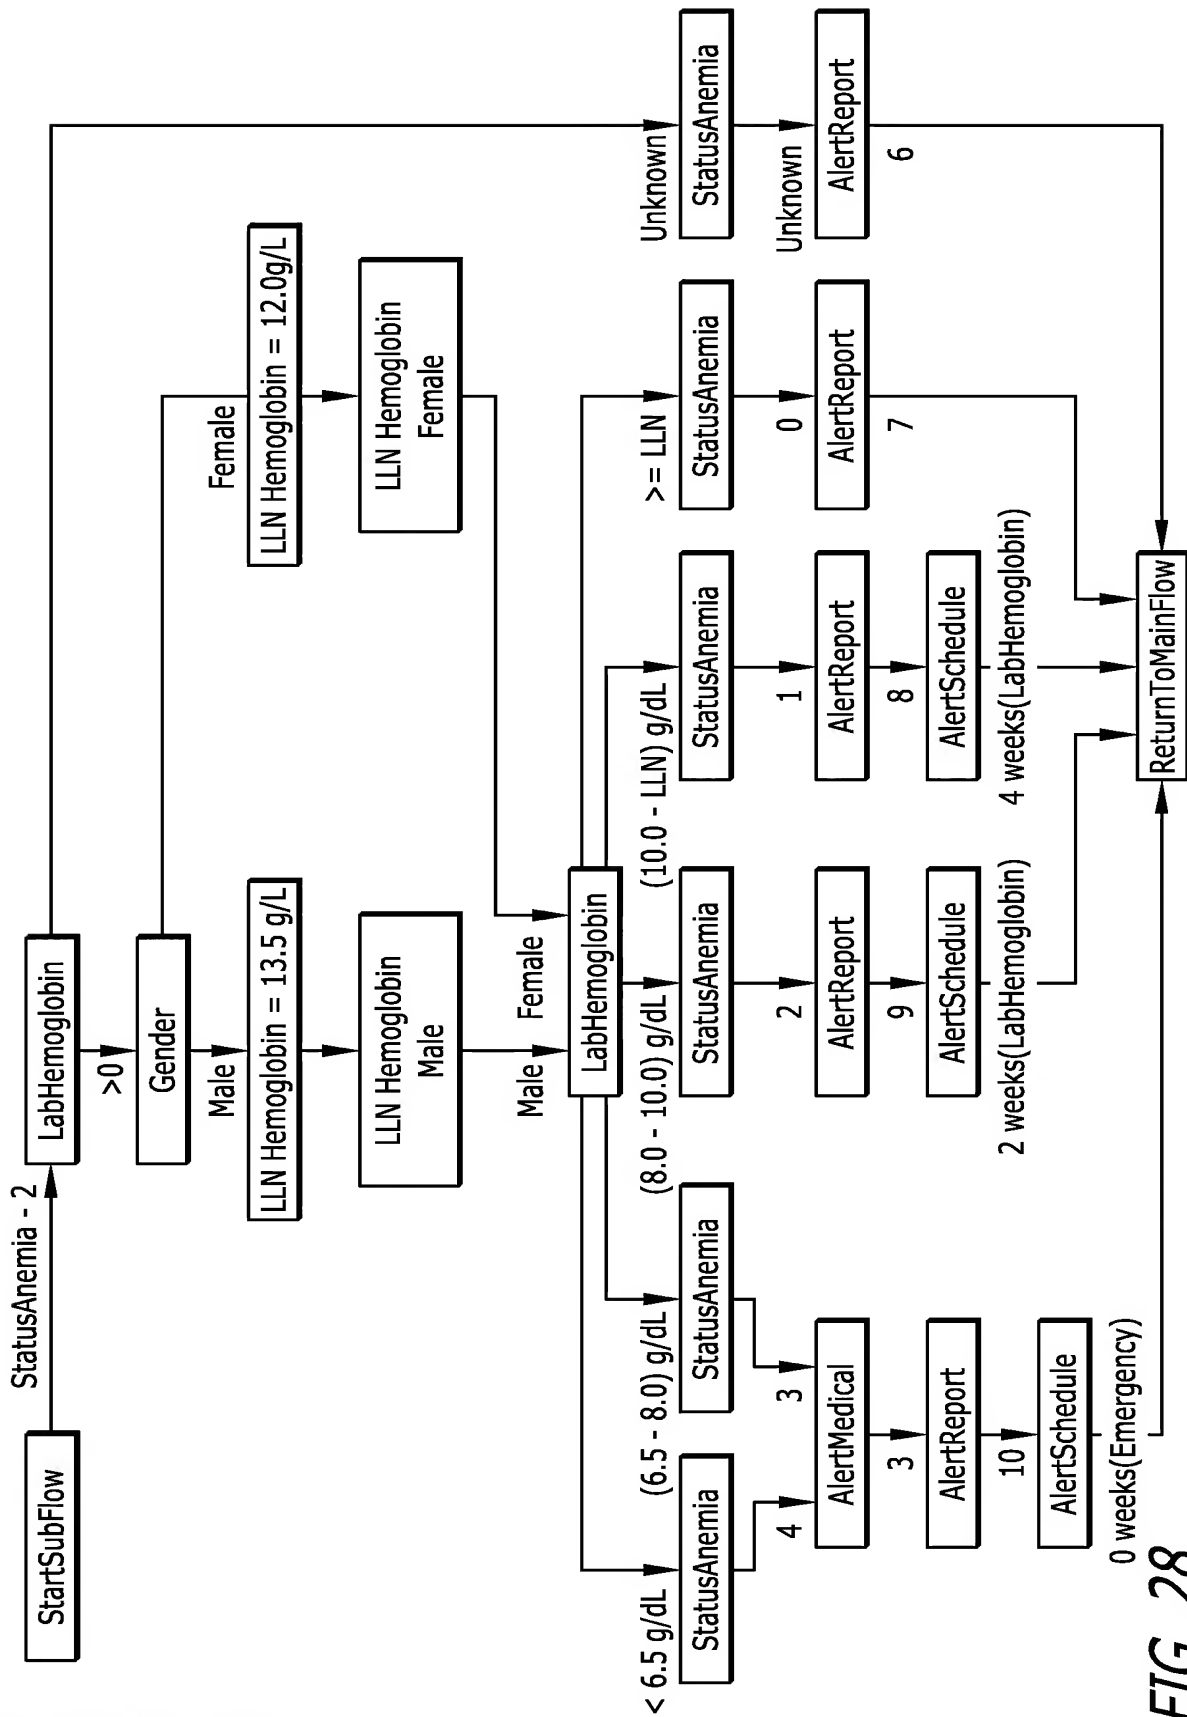 StartSubFlow
StatusAnemia - 2
LabHemoglobin
>0
Gender
Male
Female
LLN Hemoglobin = 13.5 g/L
LLN Hemoglobin = 12.0g/L
LLN Hemoglobin
Male
LLN Hemoglobin
Female
Male
Female
LabHemoglobin
< 6.5 g/dL
(6.5 - 8.0) g/dL
(8.0 - 10.0) g/dL
(10.0 - LLN) g/dL
>= LLN
Unknown
StatusAnemia
StatusAnemia
StatusAnemia
StatusAnemia
StatusAnemia
StatusAnemia
4
3
2
1
0
Unknown
AlertMedical
AlertReport
AlertReport
AlertReport
AlertReport
3
9
8
7
6
AlertReport
AlertSchedule
AlertSchedule
10
2 weeks(LabHemoglobin)
4 weeks(LabHemoglobin)
AlertSchedule
0 weeks(Emergency)
ReturnToMainFlow
FIG. 28